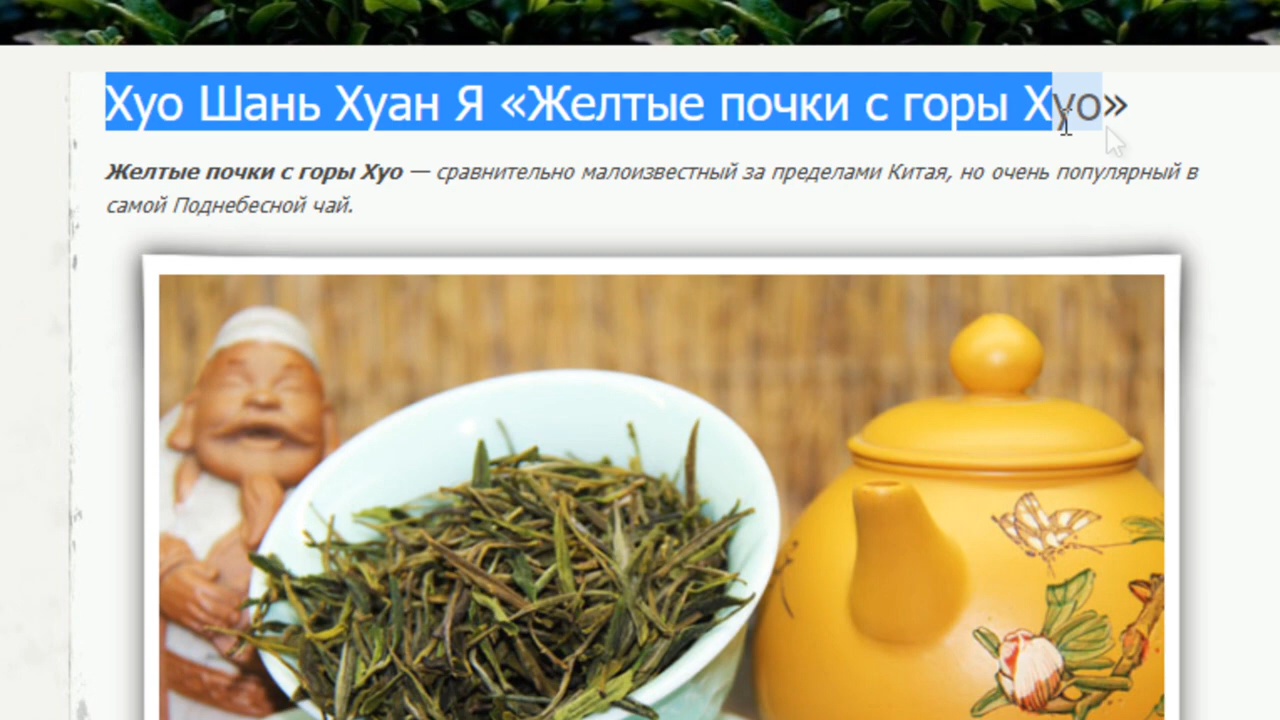 Хуо Шань Хуан Я «Желтые почки с горы Хуо»
Желтые почки с горы Хуо — сравнительно малоизвестный за пределами Китая, но очень популярный в
самой Поднебесной чай.